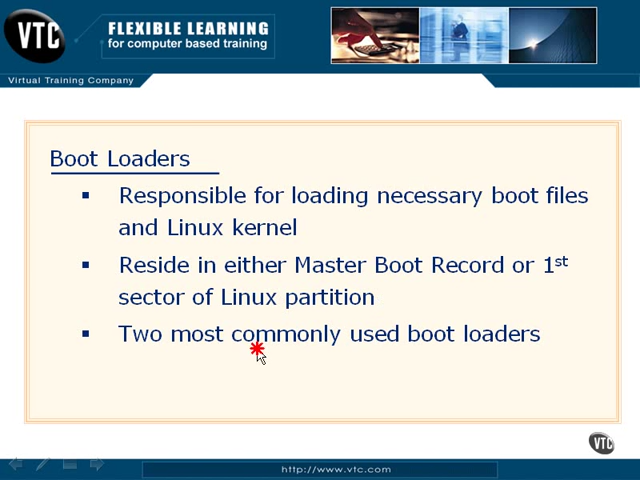 VTC
FLEXIBLE LEARNING
for computer based training
Virtual Training Company
Boot Loaders
▪ Responsible for loading necessary boot files
and Linux kernel
▪ Reside in either Master Boot Record or 1st
sector of Linux partition
▪ Two most commonly used boot loaders
VTC
http://www.vtc.com